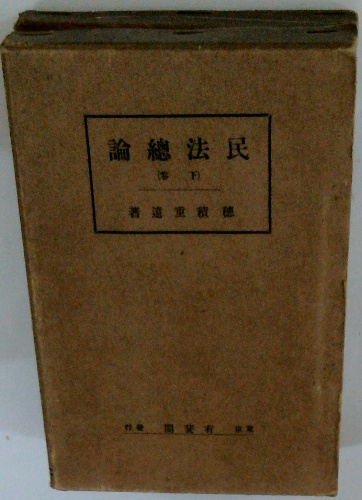 民法總論
(下巻)
穗積重遠著
東京 有斐閣 發行